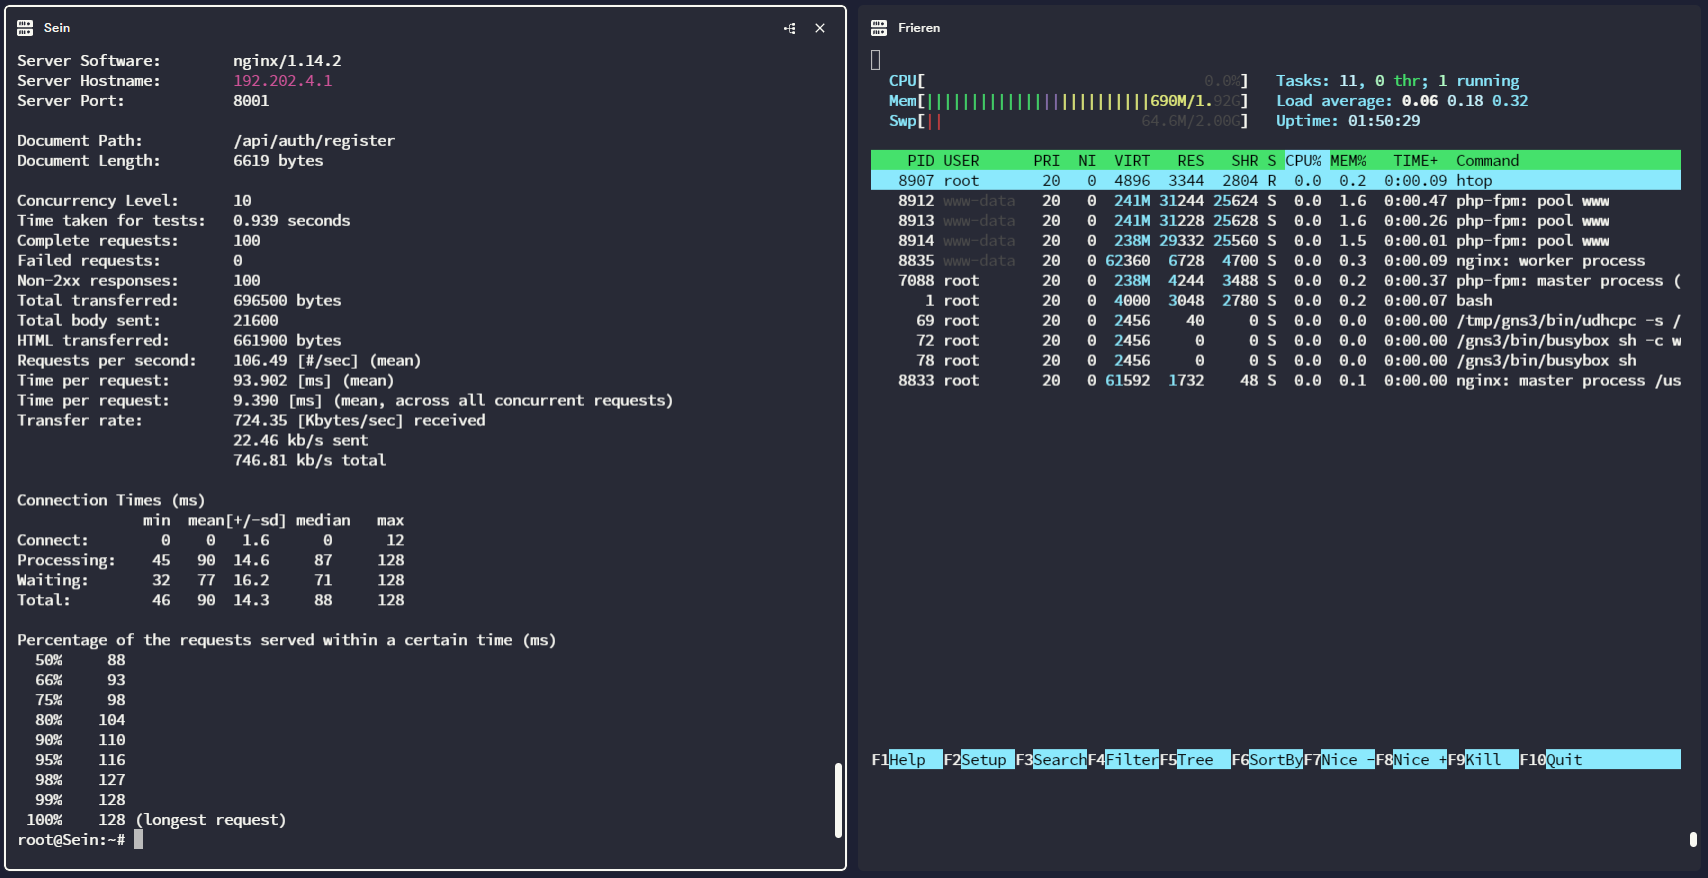 Sein
Server Software:        nginx/1.14.2
Server Hostname:        192.202.4.1
Server Port:            8001
Document Path:          /api/auth/register
Document Length:        6619 bytes
Concurrency Level:      10
Time taken for tests:   0.939 seconds
Complete requests:      100
Failed requests:        0
Non-2xx responses:      100
Total transferred:      696500 bytes
Total body sent:        21600
HTML transferred:       661900 bytes
Requests per second:    106.49 [#/sec] (mean)
Time per request:       93.902 [ms] (mean)
Time per request:       9.390 [ms] (mean, across all concurrent requests)
Transfer rate:          724.35 [Kbytes/sec] received
                        22.46 kb/s sent
                        746.81 kb/s total
Connection Times (ms)
              min  mean[+/-sd] median   max
Connect:        0    0   1.6      0      12
Processing:    45   90  14.6     87     128
Waiting:       32   77  16.2     71     128
Total:         46   90  14.3     88     128
Percentage of the requests served within a certain time (ms)
  50%     88
  66%     93
  75%     98
  80%    104
  90%    110
  95%    116
  98%    127
  99%    128
 100%    128 (longest request)
root@Sein:~#
Frieren
CPU[                               0.0%]   Tasks: 11, 0 thr; 1 running
Mem[|||||||||||||||||||||||||690M/1.92G]   Load average: 0.06 0.18 0.32
Swp[||                      64.6M/2.00G]   Uptime: 01:50:29
  PID USER      PRI  NI  VIRT   RES   SHR S CPU% MEM%   TIME+  Command
 8907 root       20   0  4896  3344  2804 R  0.0  0.2  0:00.09 htop
 8912 www-data   20   0  241M 31244 25624 S  0.0  1.6  0:00.47 php-fpm: pool www
 8913 www-data   20   0  241M 31228 25628 S  0.0  1.6  0:00.26 php-fpm: pool www
 8914 www-data   20   0  238M 29332 25560 S  0.0  1.5  0:00.01 php-fpm: pool www
 8835 www-data   20   0 62360  6728  4700 S  0.0  0.3  0:00.09 nginx: worker process
 7088 root       20   0  238M  4244  3488 S  0.0  0.2  0:00.37 php-fpm: master process (
    1 root       20   0  4000  3048  2780 S  0.0  0.2  0:00.07 bash
   69 root       20   0  2456    40     0 S  0.0  0.0  0:00.00 /tmp/gns3/bin/udhcpc -s /
   72 root       20   0  2456     0     0 S  0.0  0.0  0:00.00 /gns3/bin/busybox sh -c w
   78 root       20   0  2456     0     0 S  0.0  0.0  0:00.00 /gns3/bin/busybox sh
 8833 root       20   0 61592  1732    48 S  0.0  0.1  0:00.00 nginx: master process /us
F1Help  F2Setup F3SearchF4FilterF5Tree  F6SortByF7Nice -F8Nice +F9Kill  F10Quit